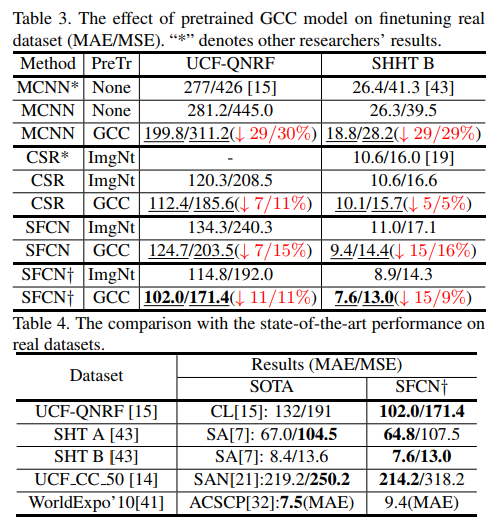 Table 3. The effect of pretrained GCC model on finetuning real
dataset (MAE/MSE). “*” denotes other researchers’ results.
Method PreTr UCF-QNRF SHHT B
MCNN* None 277/426 [15] 26.4/41.3 [43]
MCNN None 281.2/445.0 26.3/39.5
MCNN GCC 199.8/311.2(↓ 29/30%) 18.8/28.2(↓ 29/29%)
CSR* ImgNt - 10.6/16.0 [19]
CSR ImgNt 120.3/208.5 10.6/16.6
CSR GCC 112.4/185.6(↓ 7/11%) 10.1/15.7(↓ 5/5%)
SFCN ImgNt 134.3/240.3 11.0/17.1
SFCN GCC 124.7/203.5(↓ 7/15%) 9.4/14.4(↓ 15/16%)
SFCN† ImgNt 114.8/192.0 8.9/14.3
SFCN† GCC 102.0/171.4(↓ 11/11%) 7.6/13.0(↓ 15/9%)
Table 4. The comparison with the state-of-the-art performance on
real datasets.
Dataset Results (MAE/MSE)
SOTA SFCN†
UCF-QNRF [15] CL[15]: 132/191 102.0/171.4
SHT A [43] SA[7]: 67.0/104.5 64.8/107.5
SHT B [43] SA[7]: 8.4/13.6 7.6/13.0
UCF_CC_50 [14] SAN[21]:219.2/250.2 214.2/318.2
WorldExpo’10[41] ACSCP[32]:7.5(MAE) 9.4(MAE)